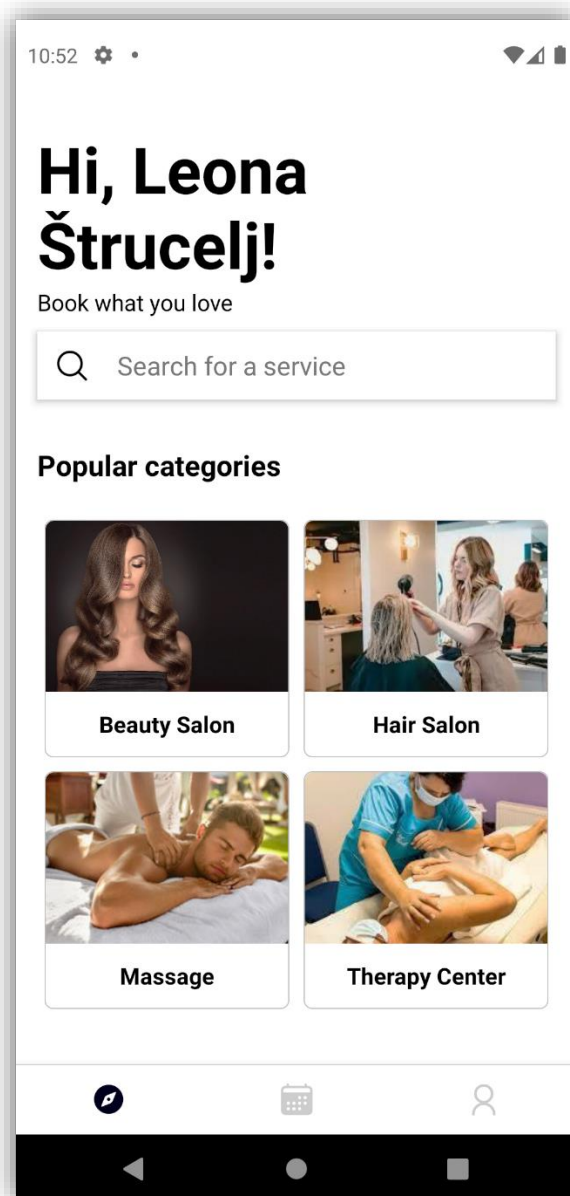 10:52
Hi, Leona
Štrucelj!
Book what you love
Search for a service
Popular categories
Beauty Salon
Hair Salon
Massage
Therapy Center